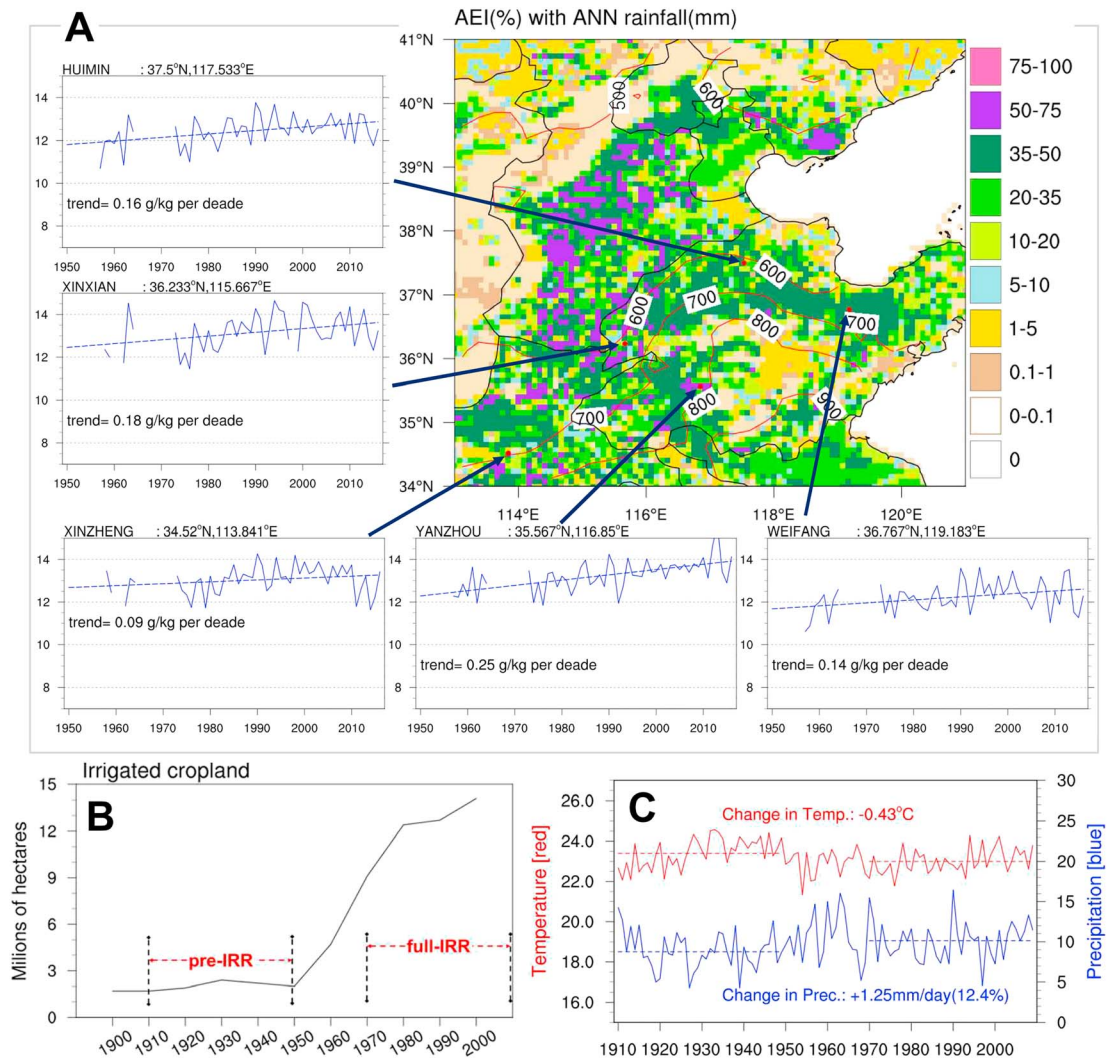 AEI(%) with ANN rainfall(mm)
A
HUIMIN : 37.5°N,117.533°E
14
12
10
8
trend= 0.16 g/kg per deade
1950 1960 1970 1980 1990 2000 2010
XINXIAN : 36.233°N,115.667°E
14
12
10
8
trend= 0.18 g/kg per deade
1950 1960 1970 1980 1990 2000 2010
41°N
40°N
39°N
38°N
37°N
36°N
35°N
34°N
114°E 116°E 118°E 120°E
500
600
600
600
700
700
800
600
700
800
900
75-100
50-75
35-50
20-35
10-20
5-10
1-5
0.1-1
0-0.1
0
XINZHENG : 34.52°N,113.841°E
14
12
10
8
trend= 0.09 g/kg per deade
1950 1960 1970 1980 1990 2000 2010
YANZHOU : 35.567°N,116.85°E
14
12
10
8
trend= 0.25 g/kg per deade
1950 1960 1970 1980 1990 2000 2010
WEIFANG : 36.767°N,119.183°E
14
12
10
8
trend= 0.14 g/kg per deade
1950 1960 1970 1980 1990 2000 2010
Irrigated cropland
B
Milions of hectares
15
12
9
6
3
0
pre-IRR
full-IRR
1900 1910 1920 1930 1940 1950 1960 1970 1980 1990 2000
C
Temperature [red]
26.0
24.0
22.0
20.0
18.0
16.0
Change in Temp.: -0.43°C
Change in Prec.: +1.25mm/day(12.4%)
30
25
20
15
10
5
0
Precipitation [blue]
1910 1920 1930 1940 1950 1960 1970 1980 1990 2000